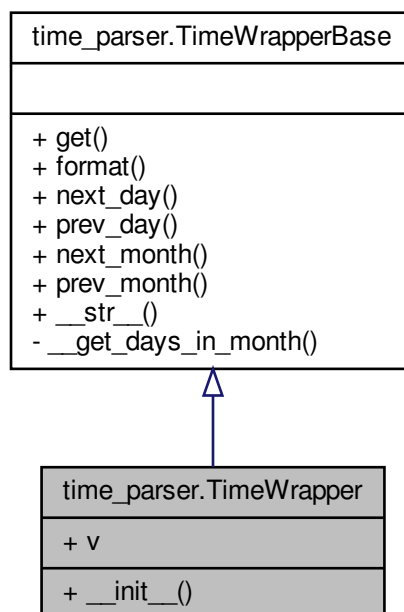 time_parser.TimeWrapperBase
+ get()
+ format()
+ next_day()
+ prev_day()
+ next_month()
+ prev_month()
+ __str__()
- __get_days_in_month()
time_parser.TimeWrapper
+ v
+ __init__()